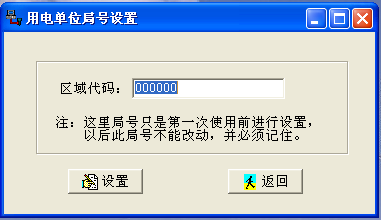 用电单位局号设置
区域代码：000000
注：这里局号只是第一次使用前进行设置，
以后此局号不能改动，并必须记住。
设置 返回